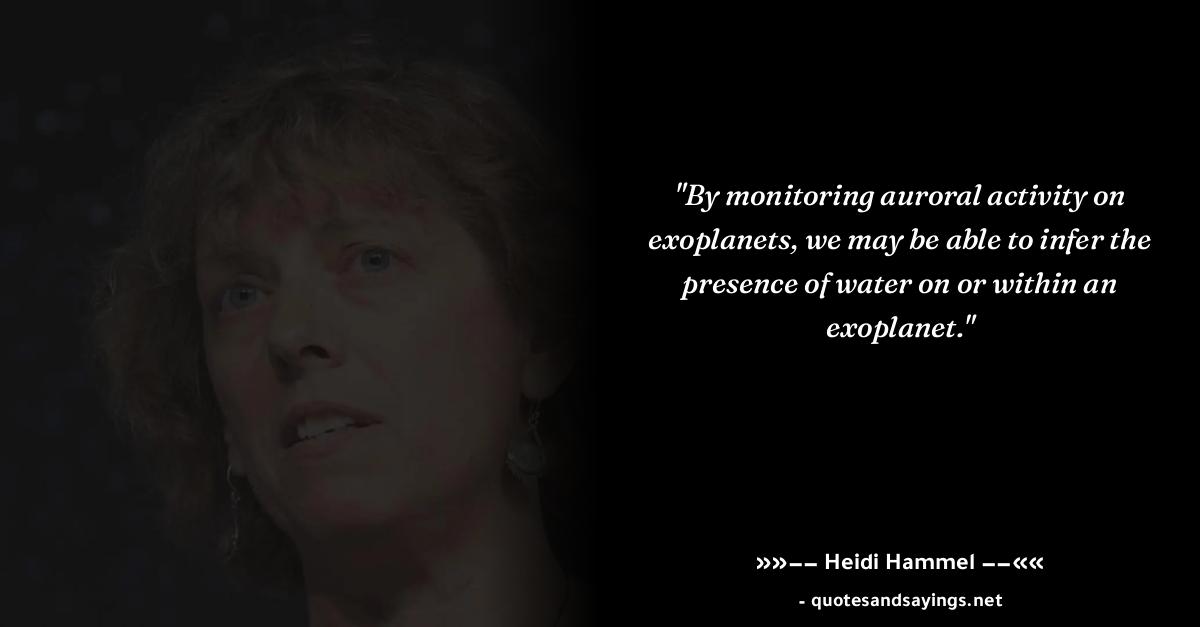 "By monitoring auroral activity on
exoplanets, we may be able to infer the
presence of water on or within an
exoplanet."
»»−− Heidi Hammel −−««
- quotesandsayings.net